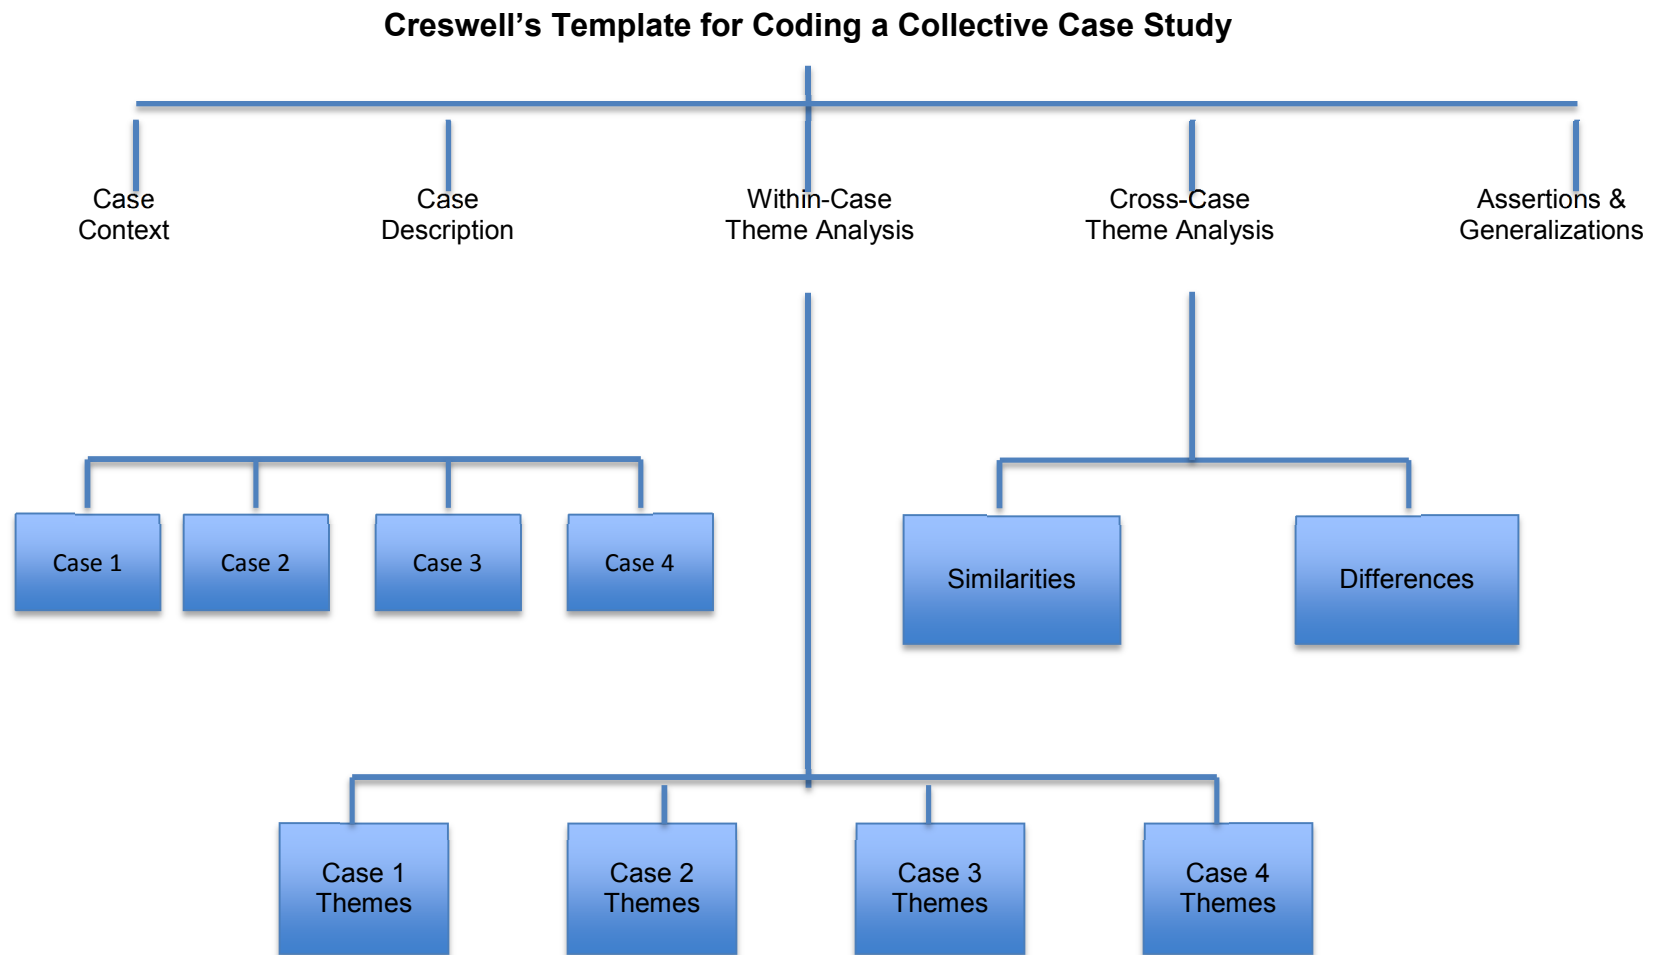 Creswell’s Template for Coding a Collective Case Study
Case
Context
Case
Description
Within-Case
Theme Analysis
Cross-Case
Theme Analysis
Assertions &
Generalizations
Case 1
Case 2
Case 3
Case 4
Similarities
Differences
Case 1
Themes
Case 2
Themes
Case 3
Themes
Case 4
Themes